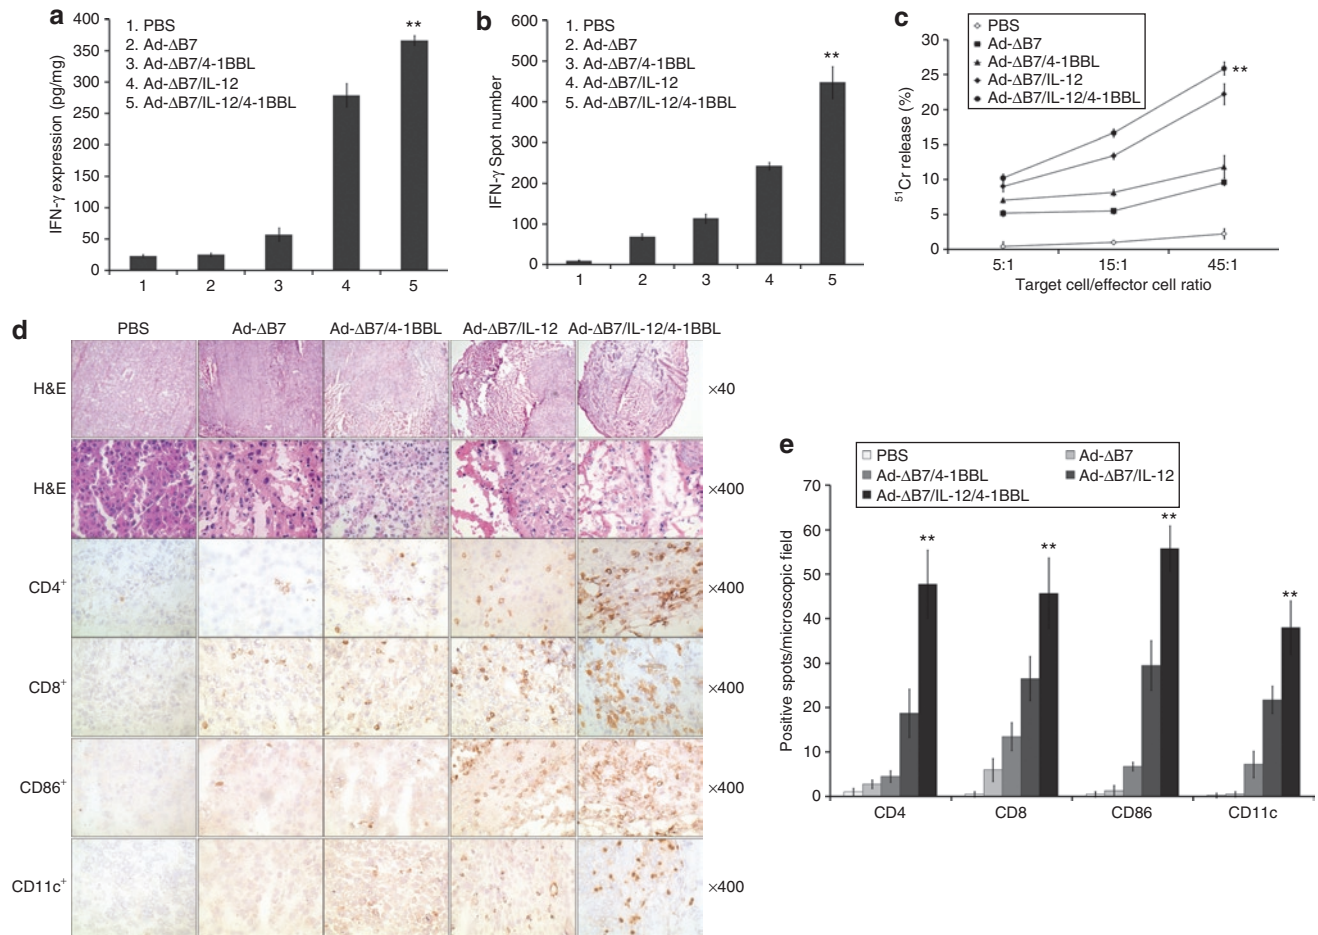 a
400
350
300
250
200
150
100
50
0
IFN-γ expression (pg/mg)
1. PBS
2. Ad-ΔB7
3. Ad-ΔB7/4-1BBL
4. Ad-ΔB7/IL-12
5. Ad-ΔB7/IL-12/4-1BBL
**
1 2 3 4 5
b
600
500
400
300
200
100
0
IFN-γ Spot number
1. PBS
2. Ad-ΔB7
3. Ad-ΔB7/4-1BBL
4. Ad-ΔB7/IL-12
5. Ad-ΔB7/IL-12/4-1BBL
**
1 2 3 4 5
c
PBS
Ad-ΔB7
Ad-ΔB7/4-1BBL
Ad-ΔB7/IL-12
Ad-ΔB7/IL-12/4-1BBL
30
25
20
15
10
5
0
51Cr release (%)
**
5:1 15:1 45:1
Target cell/effector cell ratio
d
PBS Ad-ΔB7 Ad-ΔB7/4-1BBL Ad-ΔB7/IL-12 Ad-ΔB7/IL-12/4-1BBL
H&E ×40
H&E ×400
CD4+ ×400
CD8+ ×400
CD86+ ×400
CD11c+ ×400
e
PBS Ad-ΔB7
Ad-ΔB7/4-1BBL Ad-ΔB7/IL-12
Ad-ΔB7/IL-12/4-1BBL
70
60
50
40
30
20
10
0
Positive spots/microscopic field
** ** ** **
CD4 CD8 CD86 CD11c